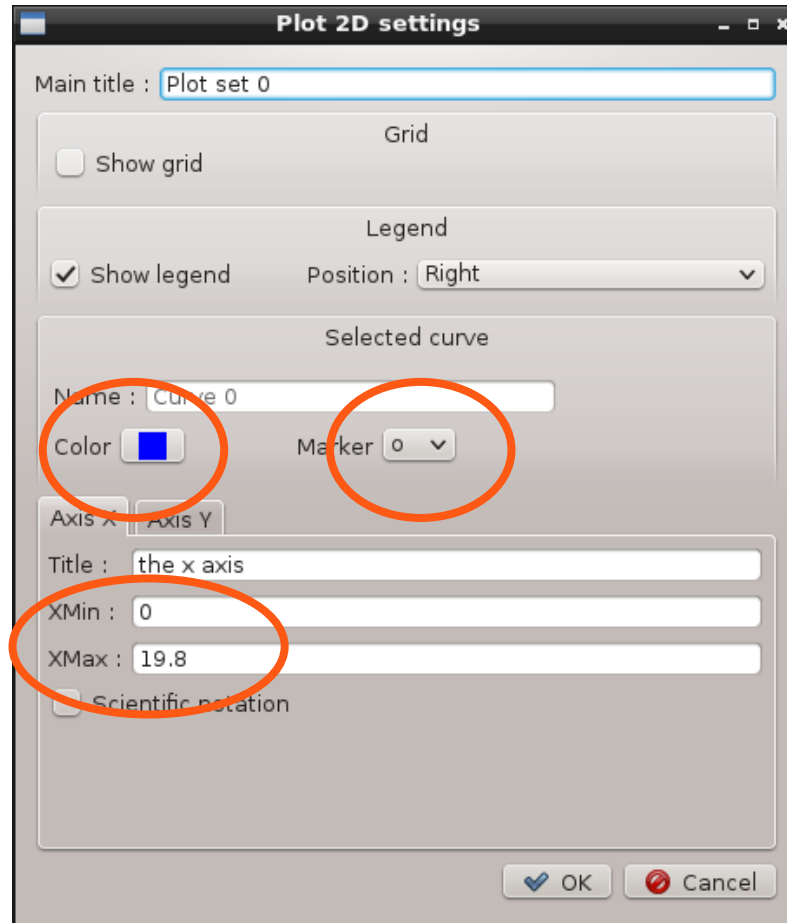 Plot 2D settings
Main title : Plot set 0
Grid
Show grid
Legend
Show legend Position : Right
Selected curve
Name : Curve 0
Color Marker o
Axis X Axis Y
Title : the x axis
XMin : 0
XMax : 19.8
Scientific notation
OK Cancel